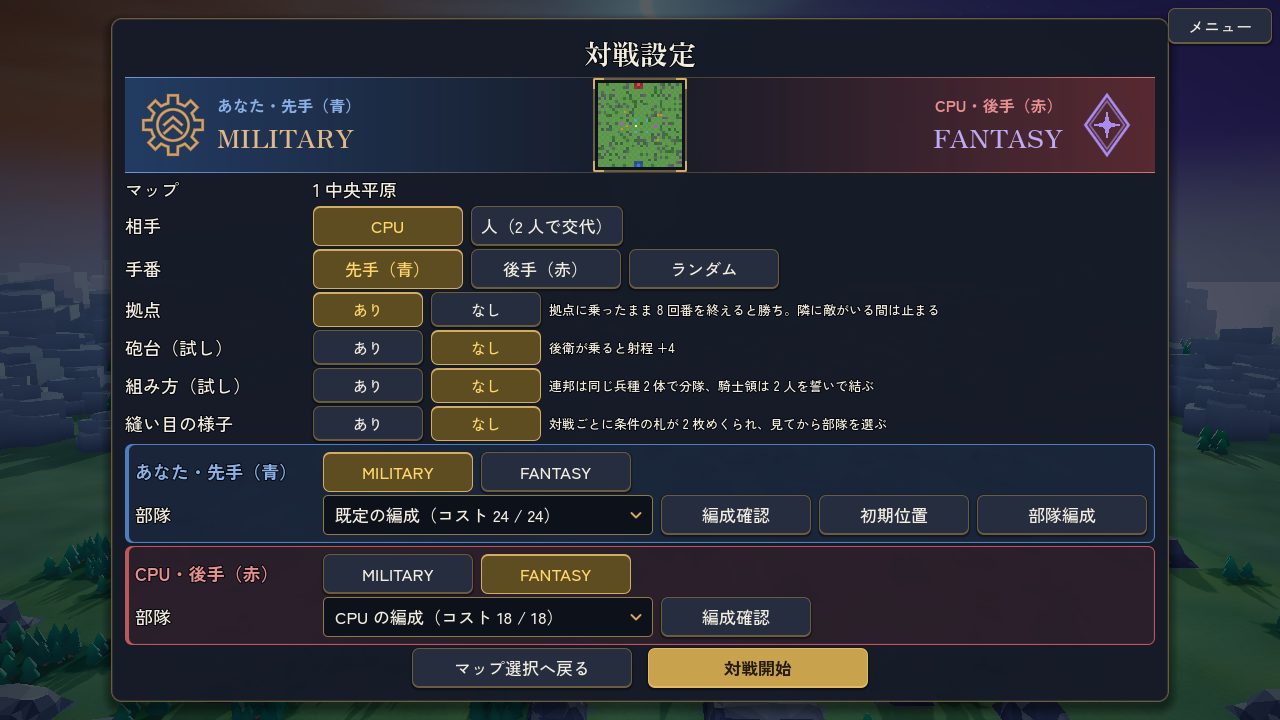 メニュー
対戦設定
あなた・先手（青）
MILITARY
CPU・後手（赤）
FANTASY
マップ 1 中央平原
相手 CPU 人（2 人で交代）
手番 先手（青） 後手（赤） ランダム
拠点 あり なし 拠点に乗ったまま 8 回番を終えると勝ち。隣に敵がいる間は止まる
砲台（試し） あり なし 後衛が乗ると射程 +4
組み方（試し） あり なし 連邦は同じ兵種 2 体で分隊、騎士領は 2 人を誓いで結ぶ
縫い目の様子 あり なし 対戦ごとに条件の札が 2 枚めくられ、見てから部隊を選ぶ
あなた・先手（青） MILITARY FANTASY
部隊 既定の編成（コスト 24 / 24） 編成確認 初期位置 部隊編成
CPU・後手（赤） MILITARY FANTASY
部隊 CPU の編成（コスト 18 / 18） 編成確認
マップ選択へ戻る 対戦開始